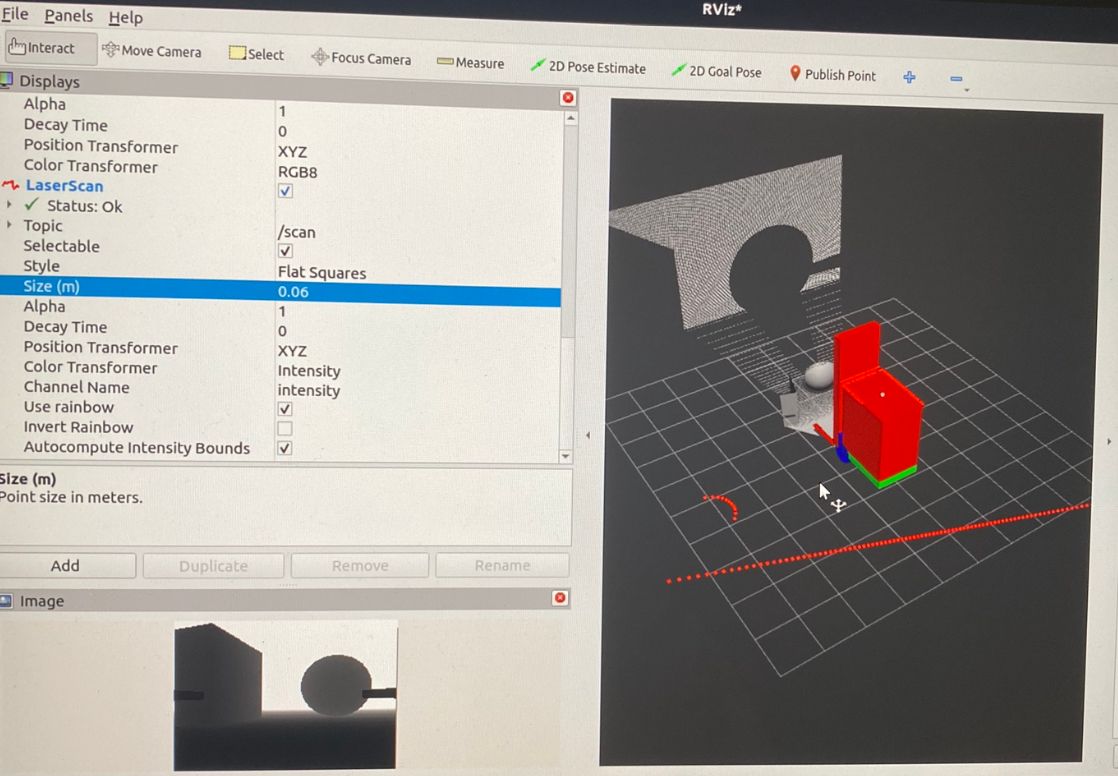 RViz*
File Panels Help
Interact Move Camera Select Focus Camera Measure 2D Pose Estimate 2D Goal Pose Publish Point
Displays
Alpha 1
Decay Time 0
Position Transformer XYZ
Color Transformer RGB8
LaserScan
Status: Ok
Topic /scan
Selectable
Style Flat Squares
Size (m) 0.06
Alpha 1
Decay Time 0
Position Transformer XYZ
Color Transformer Intensity
Channel Name intensity
Use rainbow
Invert Rainbow
Autocompute Intensity Bounds
Size (m)
Point size in meters.
Add Duplicate Remove Rename
Image